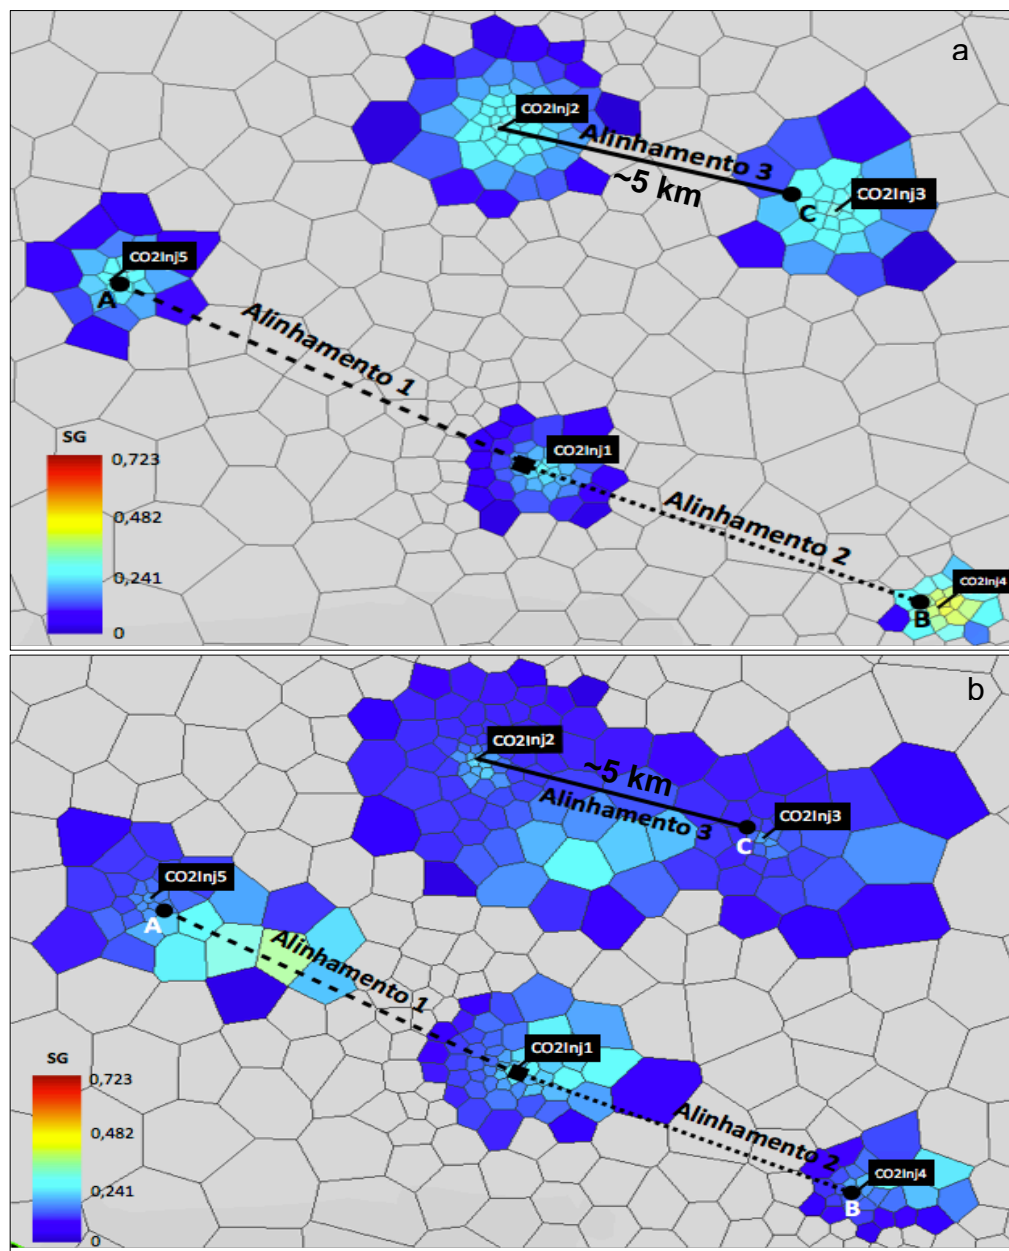 a
CO2Inj2
Alinhamento 3
~5 km
CO2Inj3
C
CO2Inj5
A
Alinhamento 1
SG
0,723
0,482
0,241
0
CO2Inj1
Alinhamento 2
CO2Inj4
B
b
CO2Inj2
~5 km
Alinhamento 3
CO2Inj3
C
CO2Inj5
A
Alinhamento 1
CO2Inj1
SG
0,723
0,482
0,241
0
Alinhamento 2
CO2Inj4
B